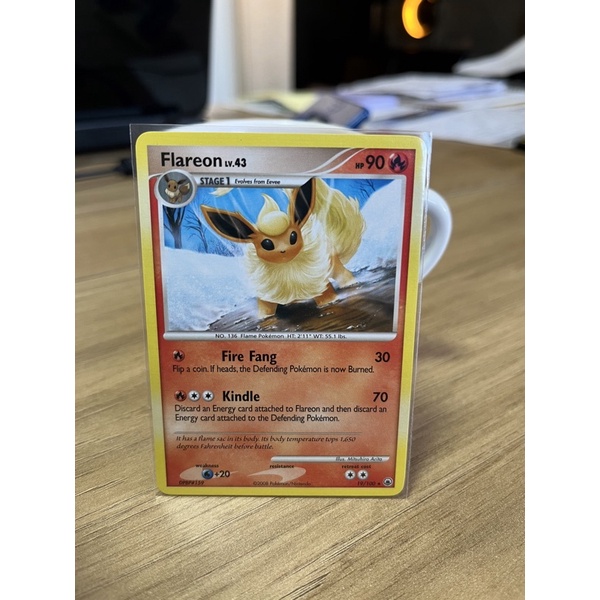 Flareon LV.43 HP 90
STAGE 1 Evolves from Eevee
NO. 136 Flame Pokémon HT: 2'11" WT: 55.1 lbs.
Fire Fang 30
Flip a coin. If heads, the Defending Pokémon is now Burned.
Kindle 70
Discard an Energy card attached to Flareon and then discard an
Energy card attached to the Defending Pokémon.
It has a flame sac in its body. Its body temperature tops 1,650
degrees Fahrenheit before battle.
Illus. Mitsuhiro Arita
weakness resistance retreat cost
+20
©2008 Pokémon/Nintendo
19/100